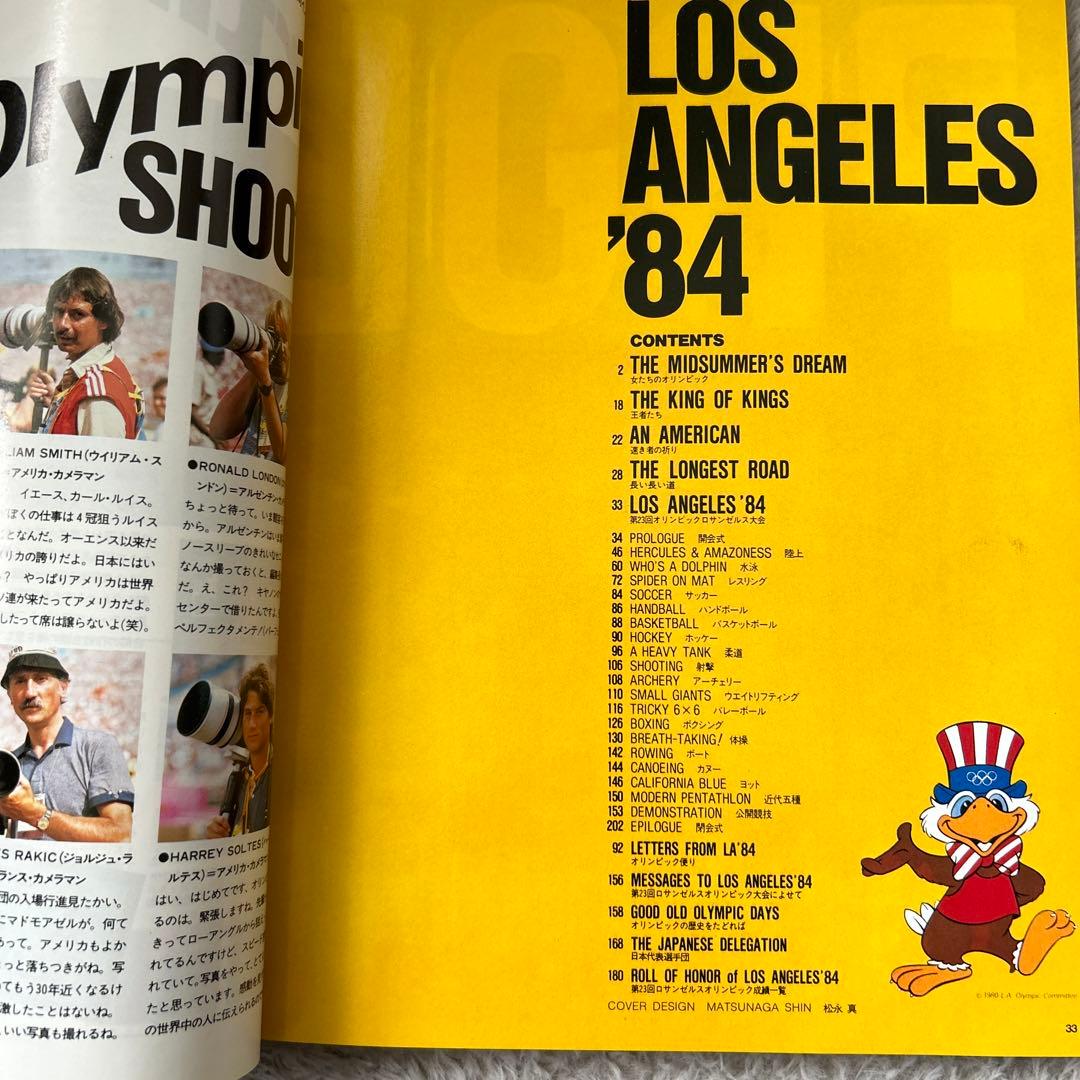 Olympi
SHOO
LIAM SMITH(ウイリアム・ス
=アメリカ・カメラマン
イエース、カール・ルイス。
ぼくの仕事は4冠狙うルイス
となんだ。オーエンス以来だ
リカの誇りだよ。日本にはい
? やっぱりアメリカは世界
連が来たってアメリカだよ。
したって席は譲らないよ(笑)。
●RONALD LONDON
ンドン)=アルゼンチン・
ちょっと待って。いま
から。アルゼンチンはいま
ノースリーブのきれいな
なんか撮っておくと、編
だ。え、これ? キヤノン
センターで借りたんですよ
ペルフェクタメンテ!(パーフ
S RAKIC(ジョルジュ・ラ
ランス・カメラマン
団の入場行進見たかい。
にマドモアゼルが。何て
って。アメリカもよか
っと落ちつきがね。写
てもう30年近くなるけ
激したことはないね。
いい写真も撮れるね。
●HARREY SOLTES
ルテス)=アメリカ・カメラマ
はい、はじめてです、オリン
るのは。緊張しますね。先
きってローアングルから狙
れてるんですけど、スピード
れていて。写真をやって、とて
たと思っています。感動を
の世界中の人に伝えられるの
LOS
ANGELES
'84
CONTENTS
2 THE MIDSUMMER'S DREAM
女たちのオリンピック
18 THE KING OF KINGS
王者たち
22 AN AMERICAN
速き者の祈り
28 THE LONGEST ROAD
長い長い道
33 LOS ANGELES '84
第23回オリンピックロサンゼルス大会
34 PROLOGUE 開会式
46 HERCULES & AMAZONESS 陸上
60 WHO'S A DOLPHIN 水泳
72 SPIDER ON MAT レスリング
84 SOCCER サッカー
86 HANDBALL ハンドボール
88 BASKETBALL バスケットボール
90 HOCKEY ホッケー
96 A HEAVY TANK 柔道
106 SHOOTING 射撃
108 ARCHERY アーチェリー
110 SMALL GIANTS ウエイトリフティング
116 TRICKY 6×6 バレーボール
126 BOXING ボクシング
130 BREATH-TAKING! 体操
142 ROWING ボート
144 CANOEING カヌー
146 CALIFORNIA BLUE ヨット
150 MODERN PENTATHLON 近代五種
153 DEMONSTRATION 公開競技
202 EPILOGUE 閉会式
92 LETTERS FROM LA'84
オリンピック便り
156 MESSAGES TO LOS ANGELES'84
第23回ロサンゼルスオリンピック大会によせて
158 GOOD OLD OLYMPIC DAYS
オリンピックの歴史をたどれば
168 THE JAPANESE DELEGATION
日本代表選手団
180 ROLL OF HONOR of LOS ANGELES'84
第23回ロサンゼルスオリンピック成績一覧
COVER DESIGN MATSUNAGA SHIN 松永 真
© 1980 L.A. Olympic Committee
33